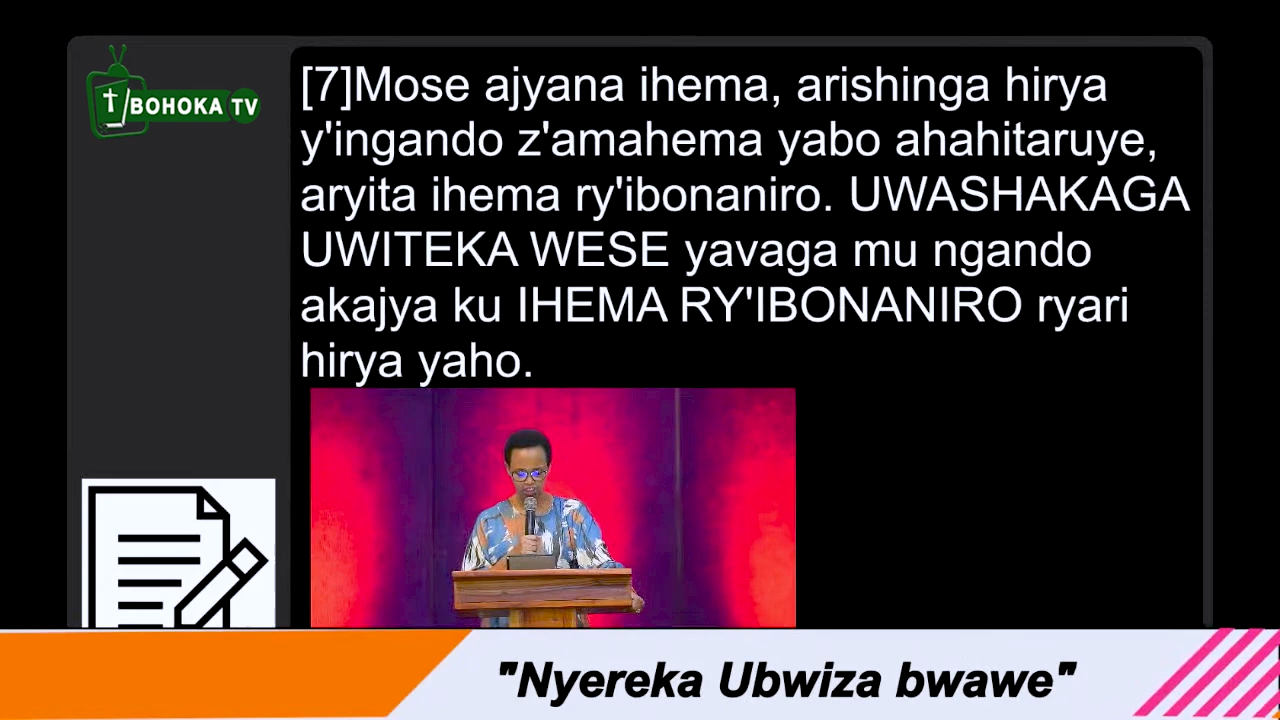 BOHOKA TV
[7]Mose ajyana ihema, arishinga hirya
y'ingando z'amahema yabo ahahitaruye,
aryita ihema ry'ibonaniro. UWASHAKAGA
UWITEKA WESE yavaga mu ngando
akajya ku IHEMA RY'IBONANIRO ryari
hirya yaho.
"Nyereka Ubwiza bwawe"